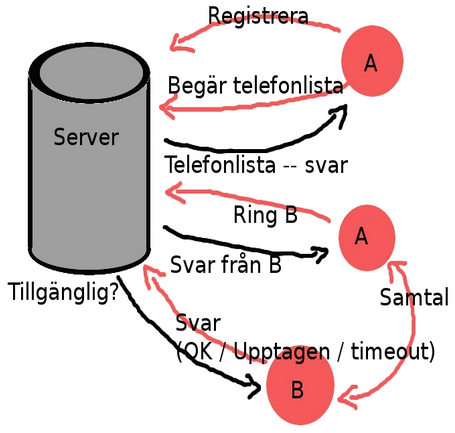 Registrera
A
Begär telefonlista
Server
Telefonlista -- svar
Ring B
A
Svar från B
Tillgänglig?
Samtal
Svar
(OK / Upptagen / timeout)
B